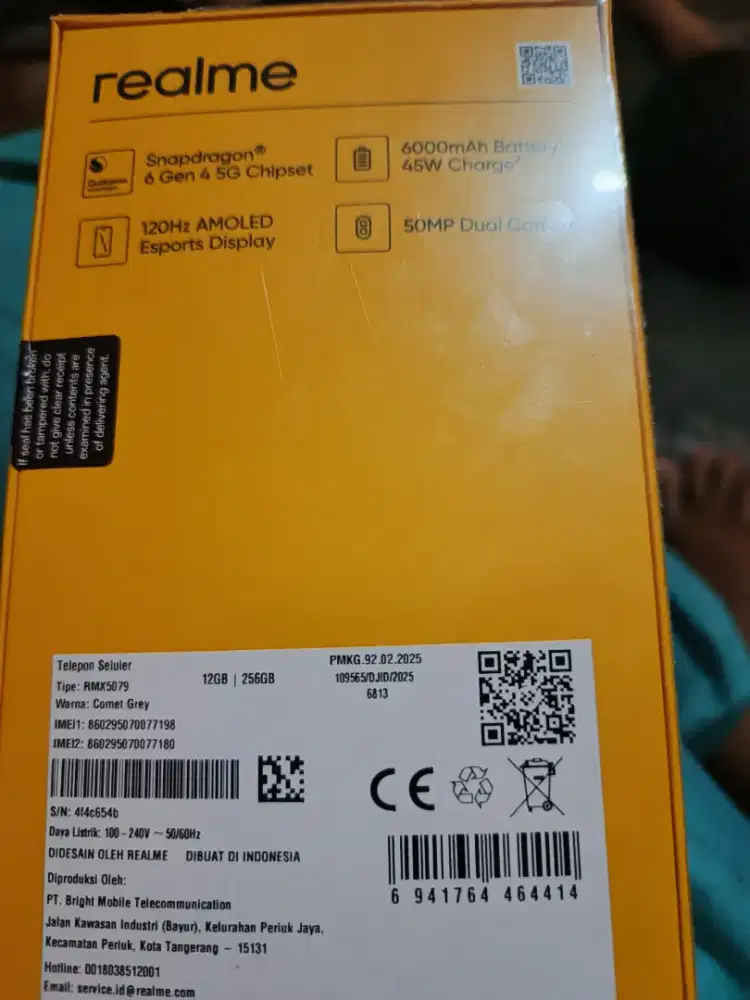 realme
Snapdragon®
6 Gen 4 5G Chipset
6000mAh Battery
45W Charge
120Hz AMOLED
Esports Display
50MP Dual
If seal has been broken
or tampered with, do
not give clear receipt
unless contents are
examined in presence
of delivering agent.
Telepon Seluler
Tipe: RMX5079
Warna: Comet Grey
12GB | 256GB
PMKG.92.02.2025
109565/DJID/2025
6813
IMEI1: 860295070077198
IMEI2: 860295070077180
S/N: 4f4c654b
Daya Listrik: 100 - 240V ~ 50/60Hz
DIDESAIN OLEH REALME DIBUAT DI INDONESIA
Diproduksi Oleh:
PT. Bright Mobile Telecommunication
Jalan Kawasan Industri (Bayur), Kelurahan Periuk Jaya,
Kecamatan Periuk, Kota Tangerang – 15131
Hotline: 0018038512001
Email: service.id@realme.com
CE
6 941764 464414